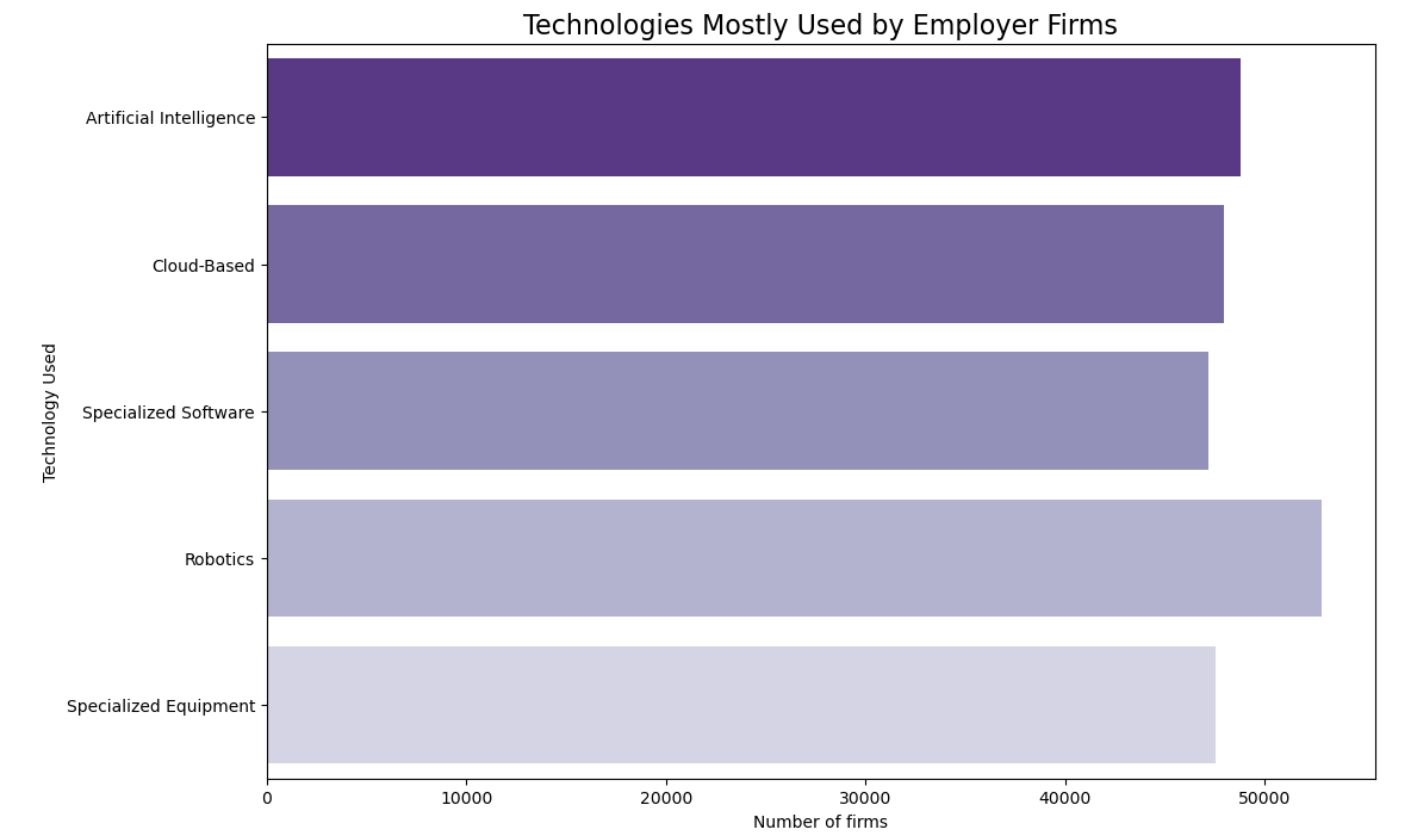 Technologies Mostly Used by Employer Firms
Technology Used
Artificial Intelligence
Cloud-Based
Specialized Software
Robotics
Specialized Equipment
0 10000 20000 30000 40000 50000
Number of firms